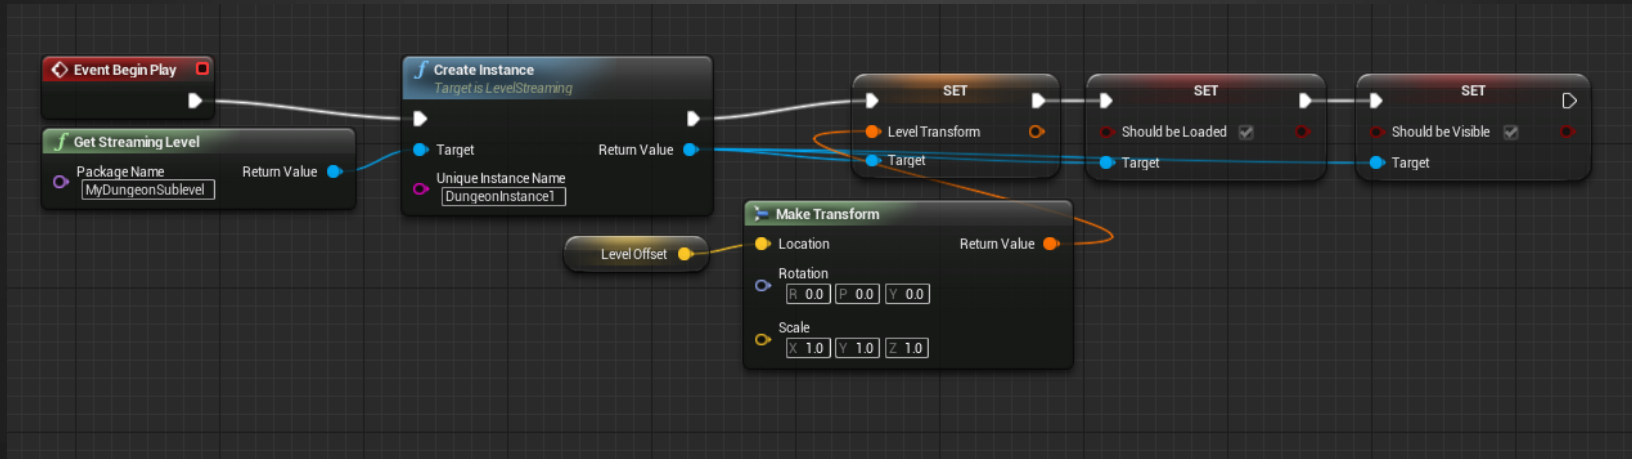 Event Begin Play
Get Streaming Level
Package Name
MyDungeonSublevel
Return Value
f Create Instance
Target is LevelStreaming
Target
Return Value
Unique Instance Name
DungeonInstance1
Level Offset
Make Transform
Location
Return Value
Rotation
R 0.0 P 0.0 Y 0.0
Scale
X 1.0 Y 1.0 Z 1.0
SET
Level Transform
Target
SET
Should be Loaded
Target
SET
Should be Visible
Target